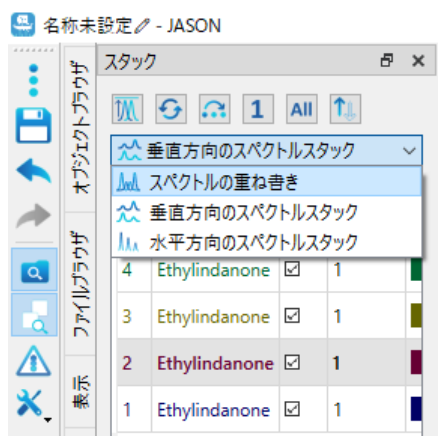 名称未設定 - JASON
オブジェクトブラウザ
ファイルブラウザ
表示
スタック
1 All
垂直方向のスペクトルスタック
スペクトルの重ね書き
垂直方向のスペクトルスタック
水平方向のスペクトルスタック
4 Ethylindanone 1
3 Ethylindanone 1
2 Ethylindanone 1
1 Ethylindanone 1